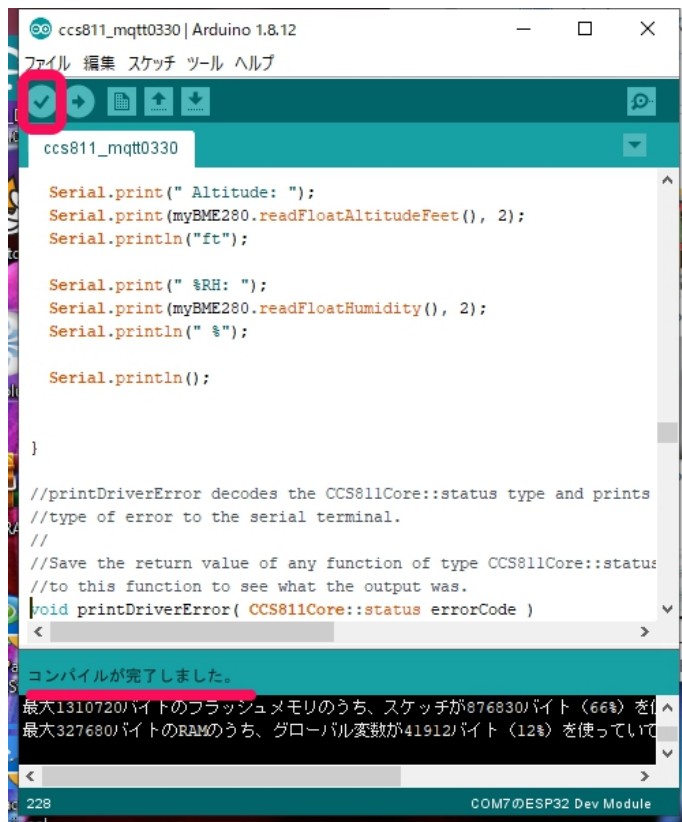 ccs811_mqtt0330 | Arduino 1.8.12
ファイル 編集 スケッチ ツール ヘルプ
ccs811_mqtt0330
Serial.print(" Altitude: ");
Serial.print(myBME280.readFloatAltitudeFeet(), 2);
Serial.println("ft");
Serial.print(" %RH: ");
Serial.print(myBME280.readFloatHumidity(), 2);
Serial.println(" %");
Serial.println();
}
//printDriverError decodes the CCS811Core::status type and prints
//type of error to the serial terminal.
//
//Save the return value of any function of type CCS811Core::status
//to this function to see what the output was.
void printDriverError( CCS811Core::status errorCode )
コンパイルが完了しました。
最大1310720バイトのフラッシュメモリのうち、スケッチが876830バイト（66%）を
最大327680バイトのRAMのうち、グローバル変数が41912バイト（12%）を使っていて
228
COM7のESP32 Dev Module